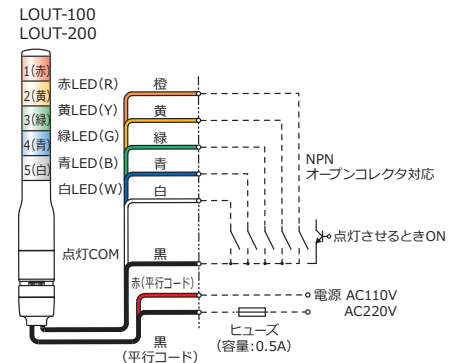 LOUT-100
LOUT-200
1(赤)
2(黄)
3(緑)
4(青)
5(白)
赤LED(R)
橙
黄LED(Y)
黄
緑LED(G)
緑
青LED(B)
青
白LED(W)
白
点灯COM
黒
NPN
オープンコレクタ対応
点灯させるときON
赤(平行コード)
電源 AC110V
AC220V
ヒューズ
(容量:0.5A)
黒
(平行コード)